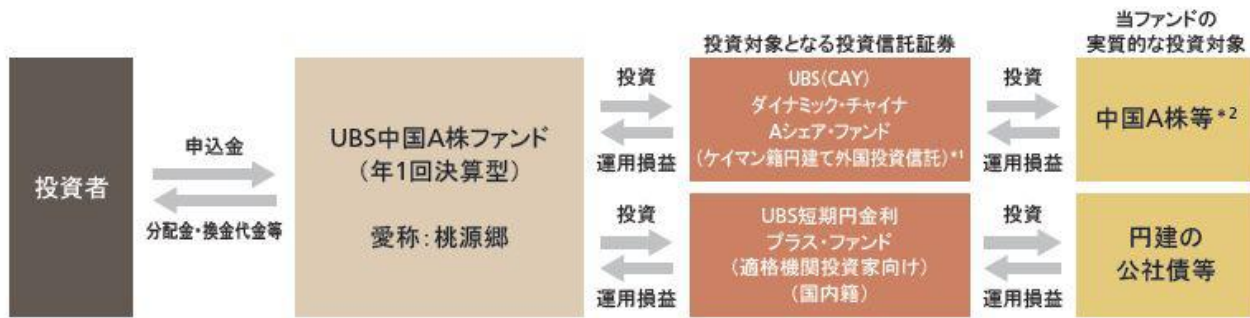 投資者
申込金
分配金・換金代金等
UBS中国A株ファンド
(年1回決算型)
愛称:桃源郷
投資
運用損益
投資
運用損益
投資対象となる投資信託証券
UBS(CAY)
ダイナミック・チャイナ
Aシェア・ファンド
(ケイマン籍円建て外国投資信託)*1
UBS短期円金利
プラス・ファンド
(適格機関投資家向け)
(国内籍)
投資
運用損益
投資
運用損益
当ファンドの
実質的な投資対象
中国A株等*2
円建の
公社債等